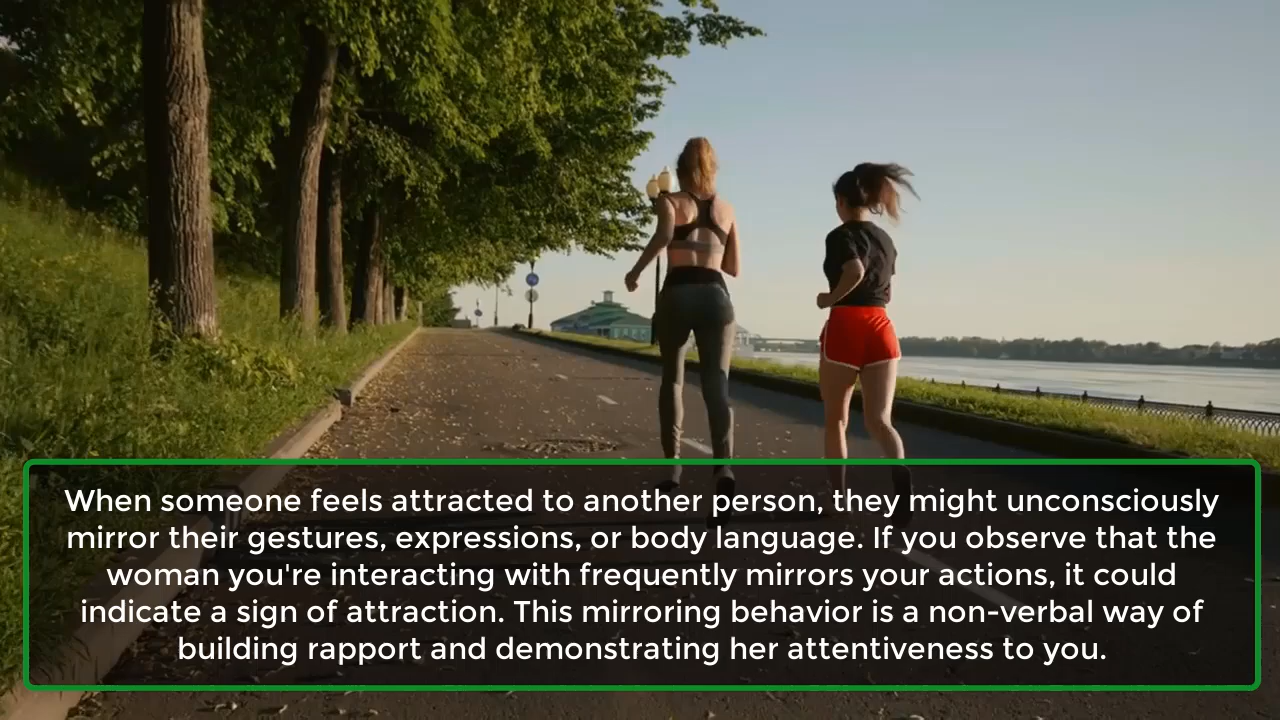 When someone feels attracted to another person, they might unconsciously
mirror their gestures, expressions, or body language. If you observe that the
woman you're interacting with frequently mirrors your actions, it could
indicate a sign of attraction. This mirroring behavior is a non-verbal way of
building rapport and demonstrating her attentiveness to you.